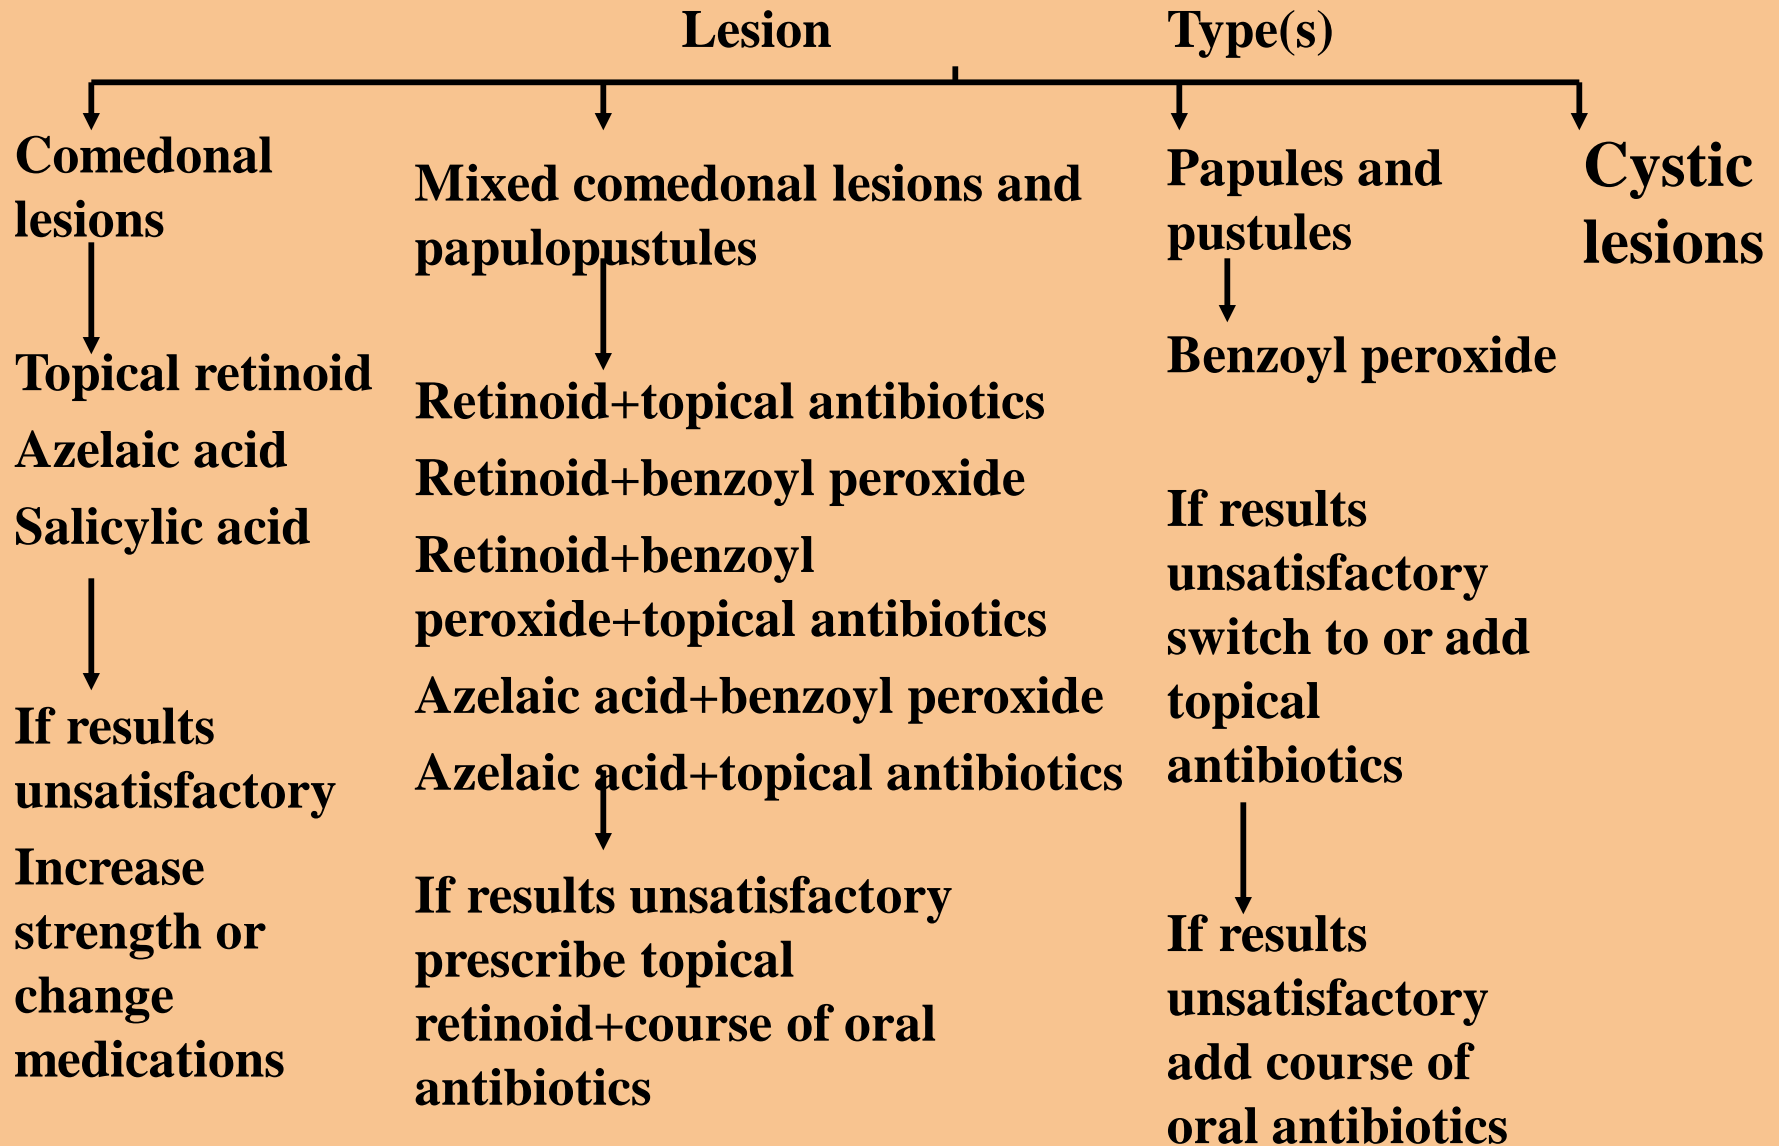 Lesion Type(s)
Comedonal
lesions
Topical retinoid
Azelaic acid
Salicylic acid
If results
unsatisfactory
Increase
strength or
change
medications
Mixed comedonal lesions and
papulopustules
Retinoid+topical antibiotics
Retinoid+benzoyl peroxide
Retinoid+benzoyl
peroxide+topical antibiotics
Azelaic acid+benzoyl peroxide
Azelaic acid+topical antibiotics
If results unsatisfactory
prescribe topical
retinoid+course of oral
antibiotics
Papules and
pustules
Benzoyl peroxide
If results
unsatisfactory
switch to or add
topical
antibiotics
If results
unsatisfactory
add course of
oral antibiotics
Cystic
lesions